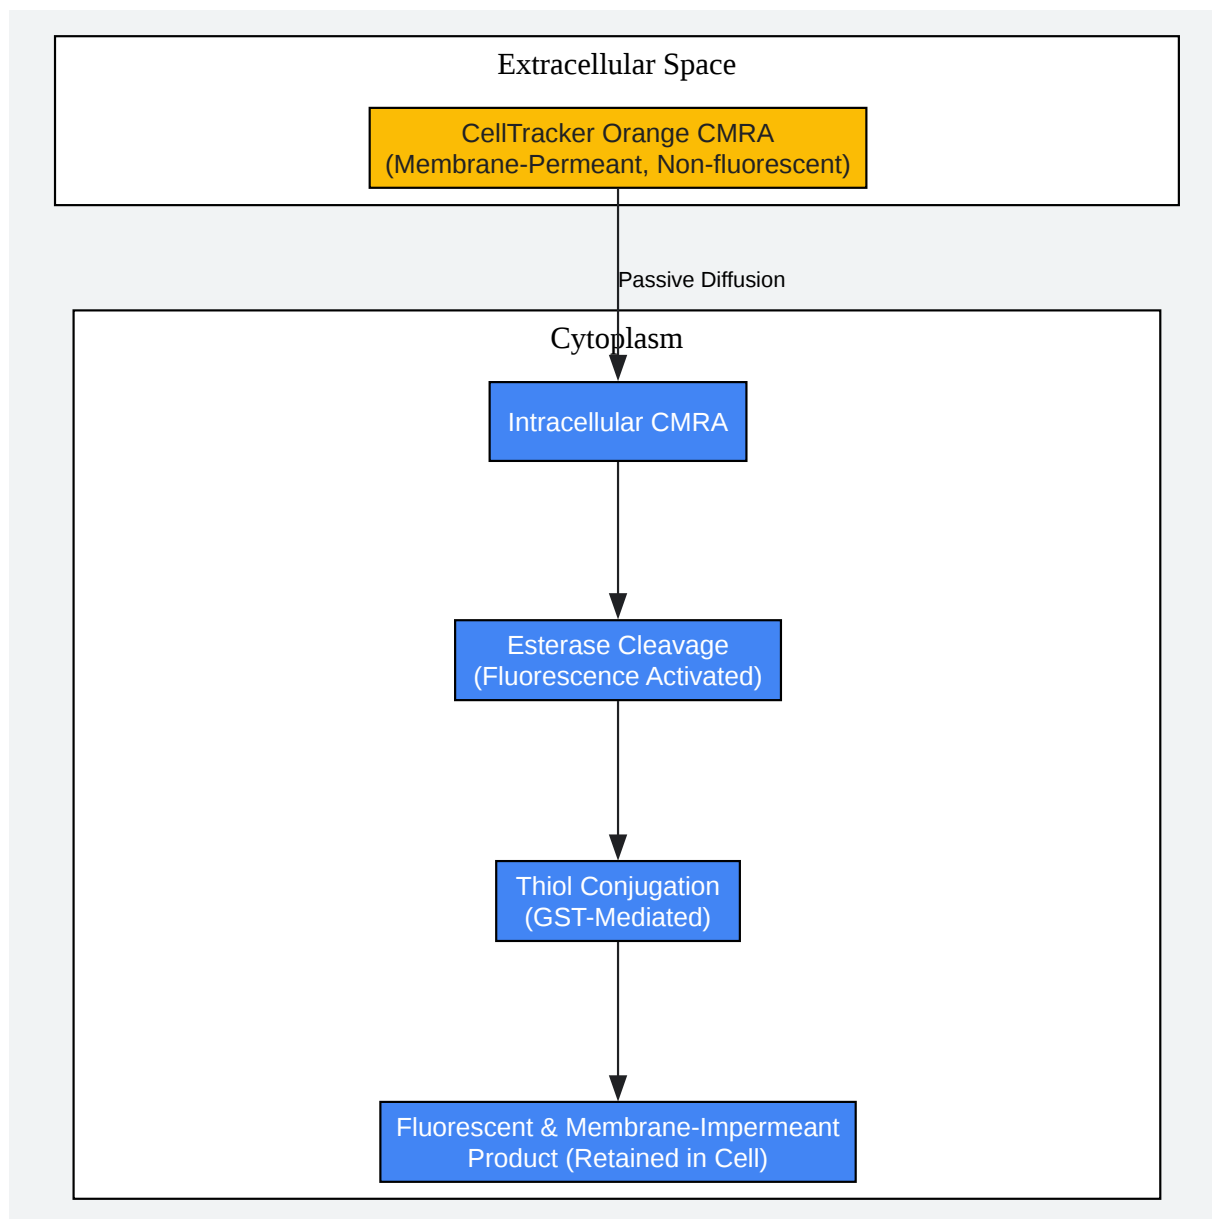 Extracellular Space
CellTracker Orange CMRA
(Membrane-Permeant, Non-fluorescent)
Passive Diffusion
Cytoplasm
Intracellular CMRA
Esterase Cleavage
(Fluorescence Activated)
Thiol Conjugation
(GST-Mediated)
Fluorescent & Membrane-Impermeant
Product (Retained in Cell)